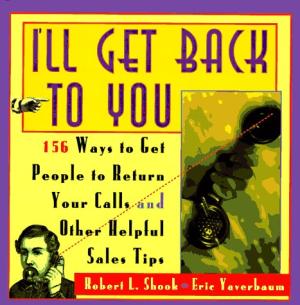 I'LL GET BACK
TO YOU
156 Ways to Get
People to Return
Your Calls and
Other Helpful
Sales Tips
Robert L. Shook Eric Yaverbaum